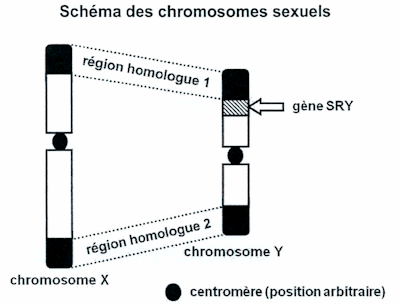 Schéma des chromosomes sexuels
région homologue 1
gène SRY
région homologue 2
chromosome Y
chromosome X
centromère (position arbitraire)